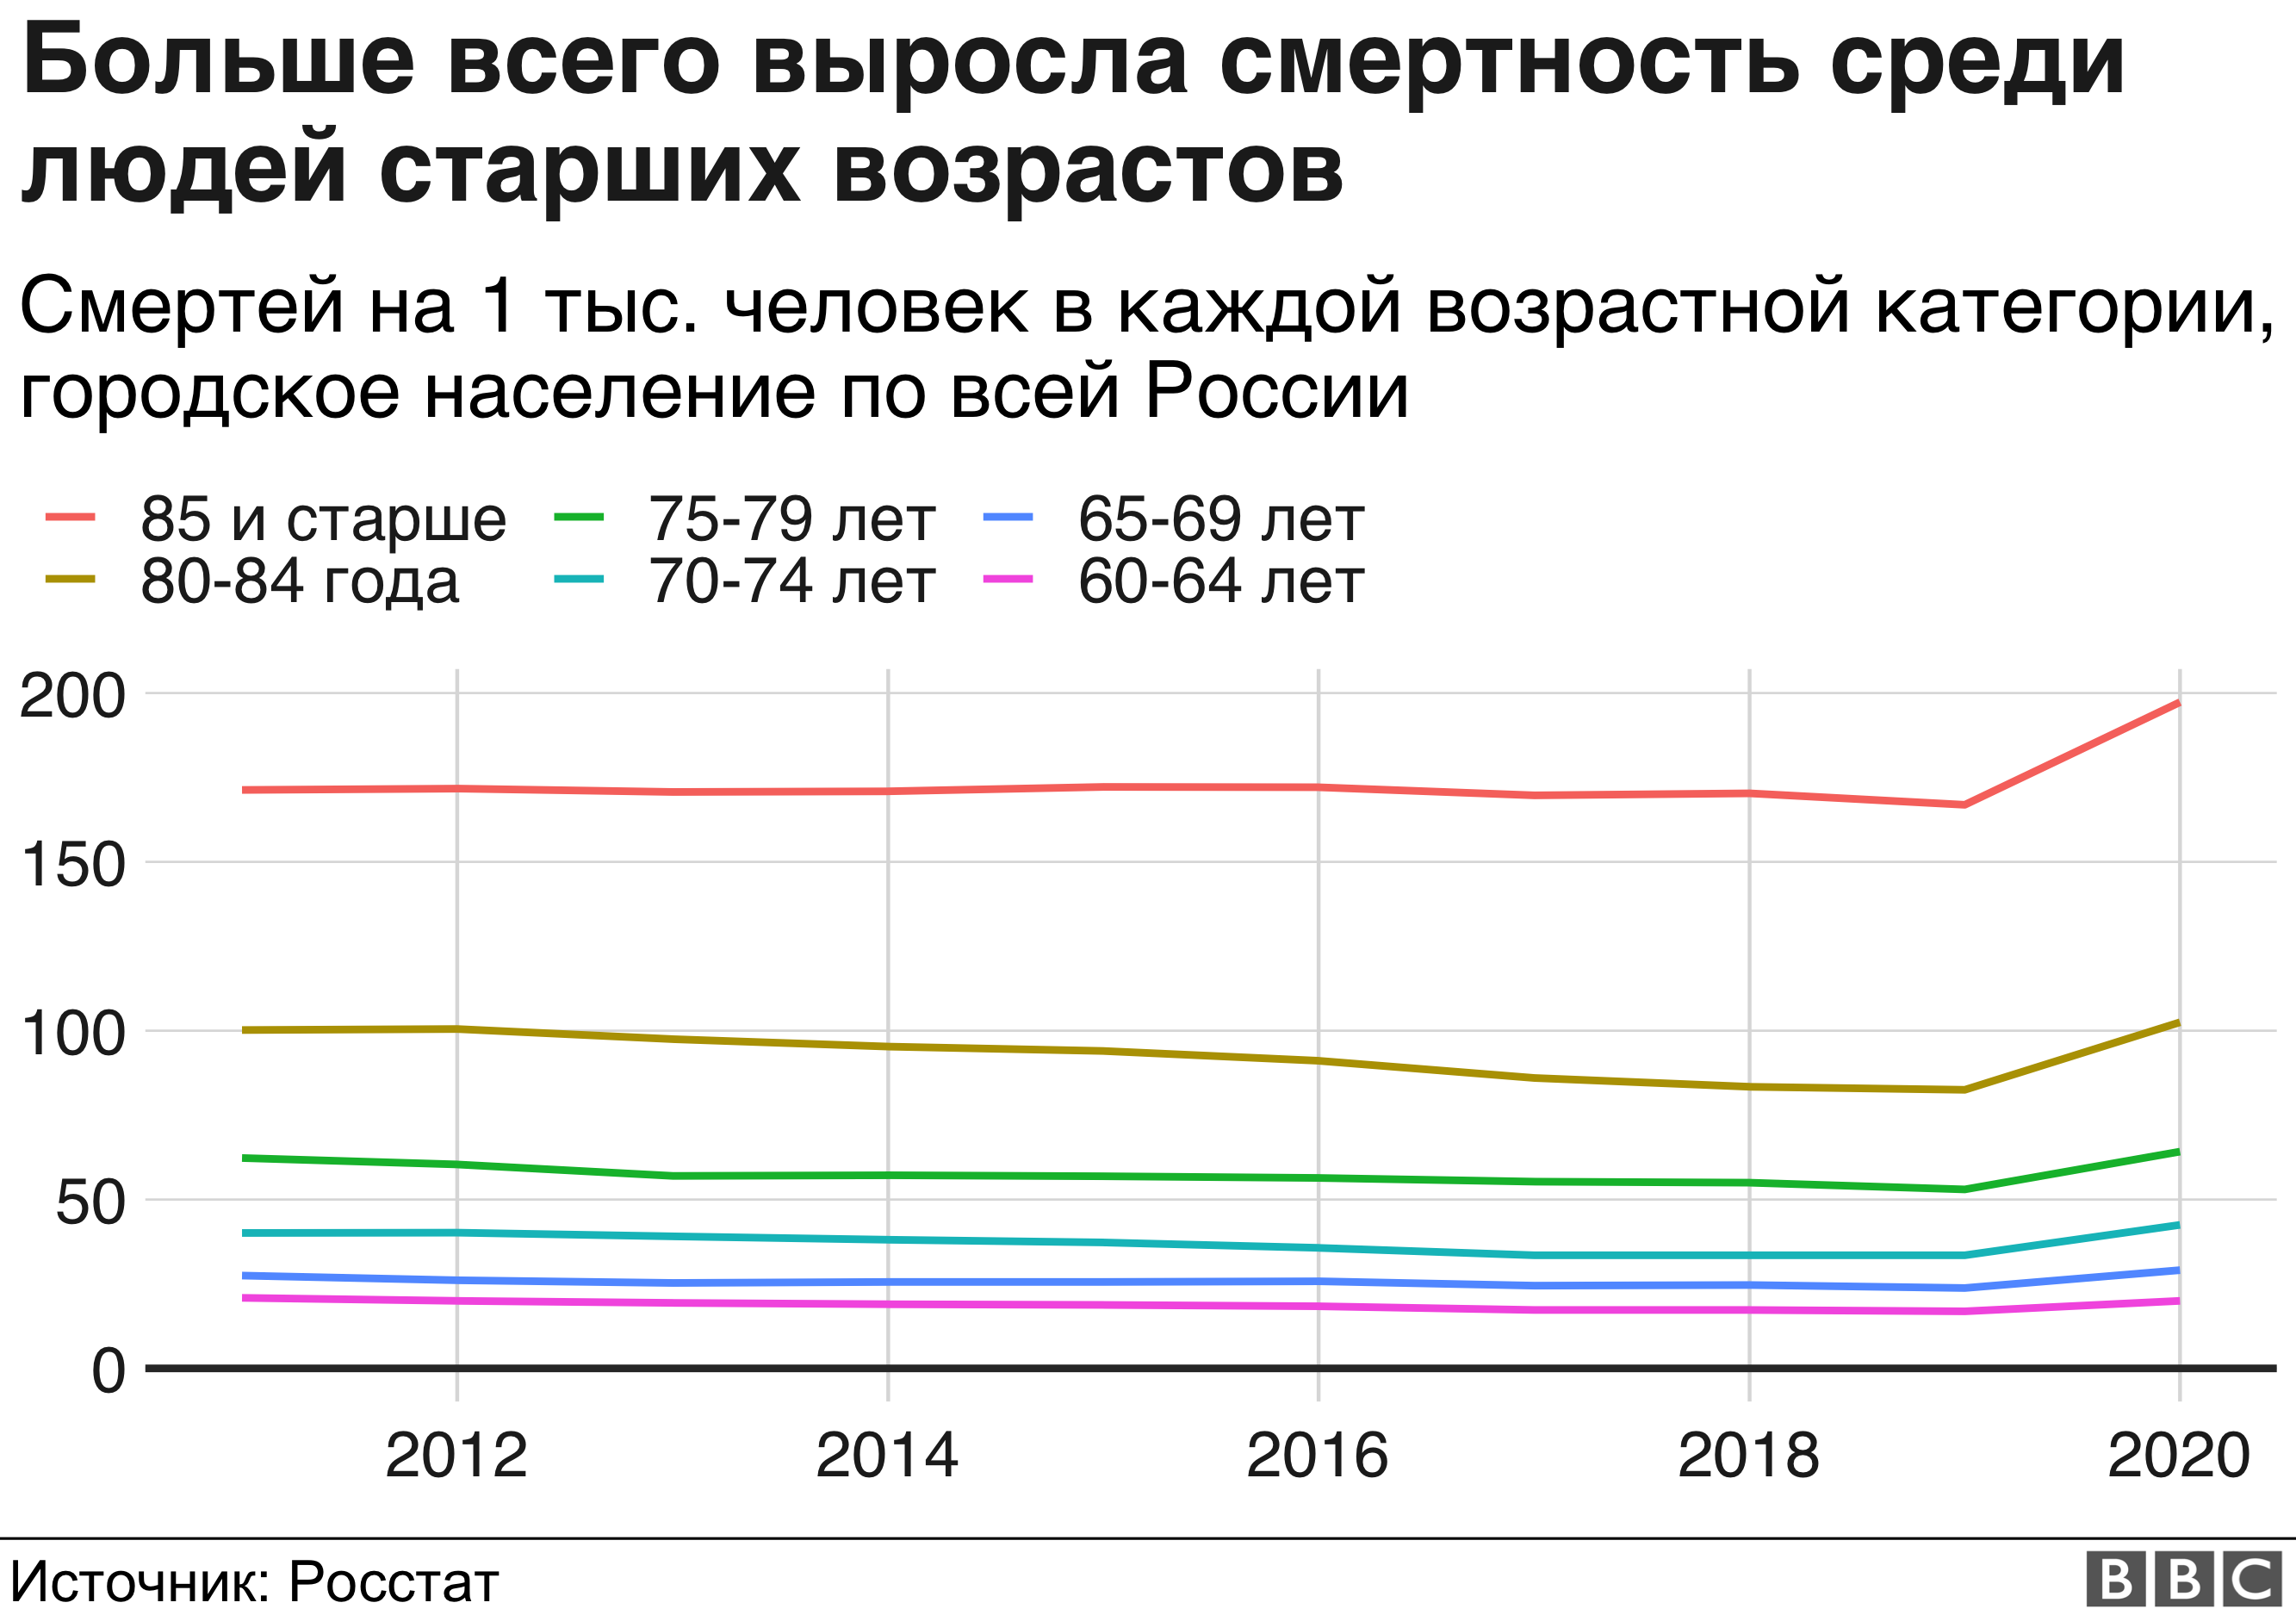 Больше всего выросла смертность среди
людей старших возрастов
Смертей на 1 тыс. человек в каждой возрастной категории,
городское население по всей России
85 и старше 75-79 лет 65-69 лет
80-84 года 70-74 лет 60-64 лет
200
150
100
50
0
2012 2014 2016 2018 2020
Источник: Росстат
BBC